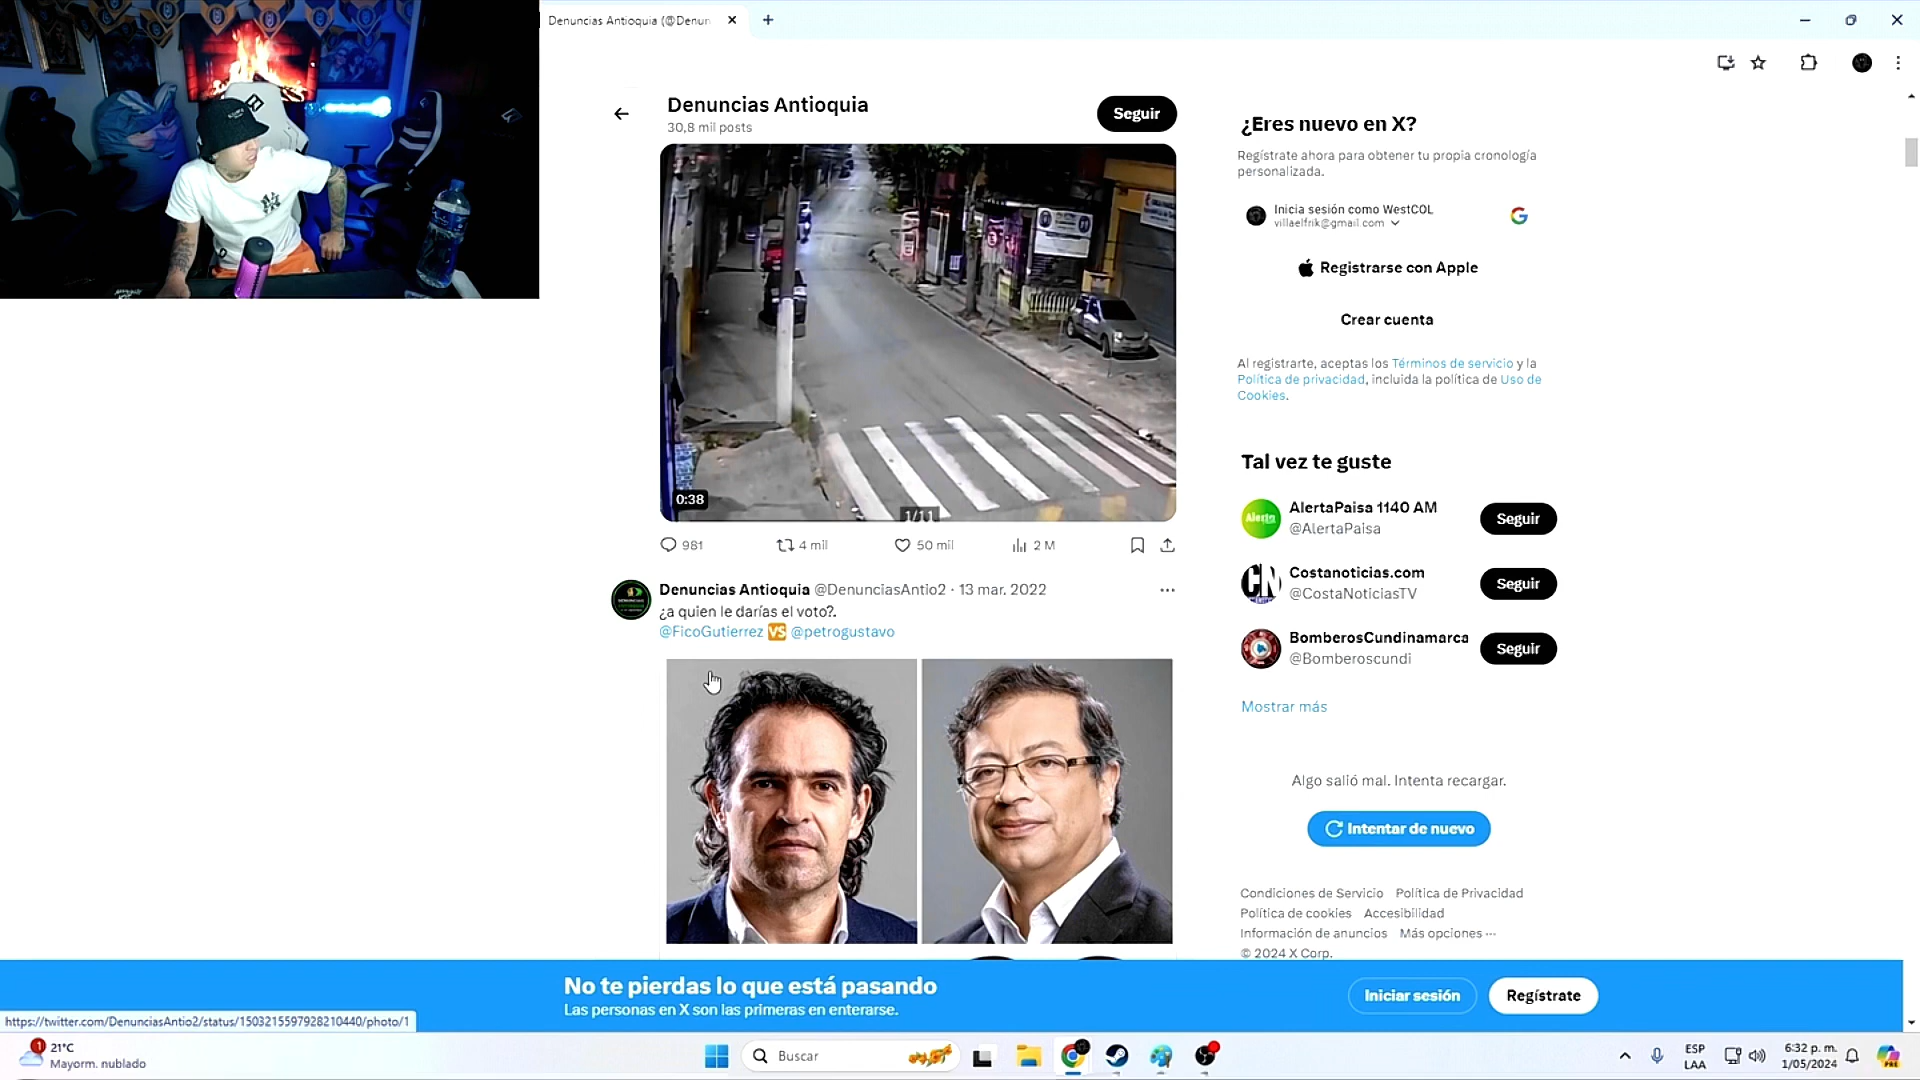 Denuncias Antioquia (@Denun
Denuncias Antioquia
30,8 mil posts
Seguir
0:38
1/11
981
4 mil
50 mil
2 M
Denuncias Antioquia @DenunciasAntio2 · 13 mar. 2022
¿a quien le darías el voto?.
@FicoGutierrez 🆚 @petrogustavo
¿Eres nuevo en X?
Regístrate ahora para obtener tu propia cronología
personalizada.
Inicia sesión como WestCOL
villaelfrik@gmail.com
Registrarse con Apple
Crear cuenta
Al registrarte, aceptas los Términos de servicio y la
Política de privacidad, incluida la política de Uso de
Cookies.
Tal vez te guste
Alerta
AlertaPaisa 1140 AM
@AlertaPaisa
Seguir
CN
Costanoticias.com
@CostaNoticiasTV
Seguir
BomberosCundinamarca
@Bomberoscundi
Seguir
Mostrar más
Algo salió mal. Intenta recargar.
Intentar de nuevo
Condiciones de Servicio Política de Privacidad
Política de cookies Accesibilidad
Información de anuncios Más opciones ···
© 2024 X Corp.
No te pierdas lo que está pasando
Las personas en X son las primeras en enterarse.
Iniciar sesión
Regístrate
https://twitter.com/DenunciasAntio2/status/1503215597928210440/photo/1
1
21°C
Mayorm. nublado
Buscar
ESP
LAA
6:32 p. m.
1/05/2024
PRE